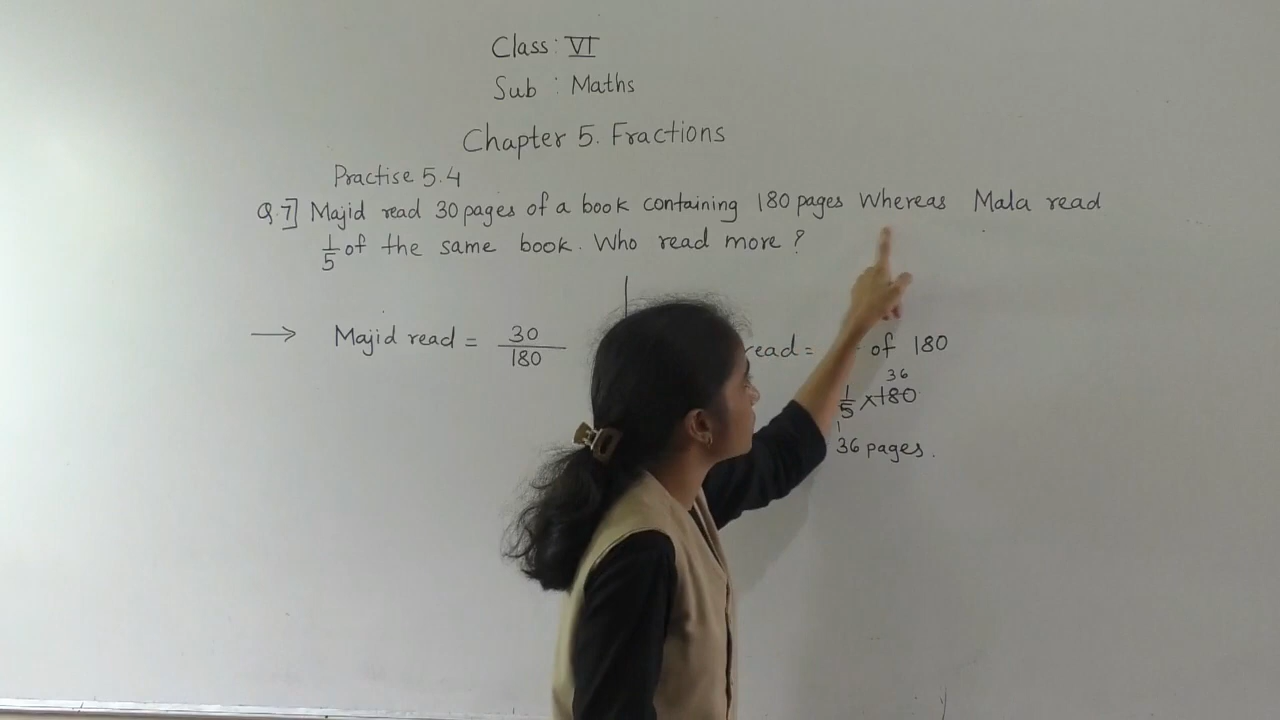 Class: VI
Sub : Maths
Chapter 5. Fractions
Practise 5.4
Q.7] Majid read 30 pages of a book containing 180 pages Whereas Mala read
1/5 of the same book. Who read more ?
→ Majid read = 30/180
read = of 180
36
1/5 × 180
1
36 pages.